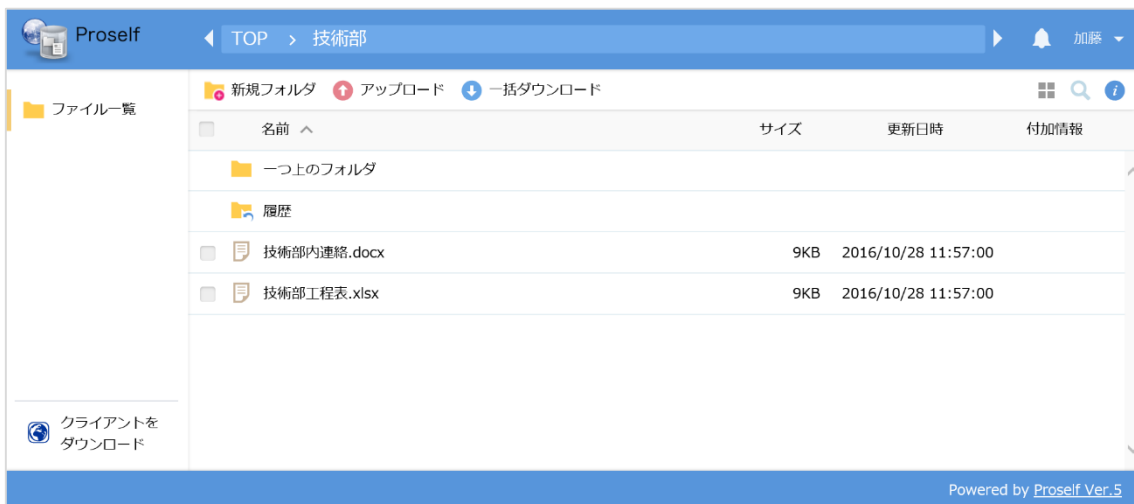 Proself
TOP > 技術部
加藤
ファイル一覧
新規フォルダ アップロード 一括ダウンロード
名前 サイズ 更新日時 付加情報
一つ上のフォルダ
履歴
技術部内連絡.docx 9KB 2016/10/28 11:57:00
技術部工程表.xlsx 9KB 2016/10/28 11:57:00
クライアントを
ダウンロード
Powered by Proself Ver.5